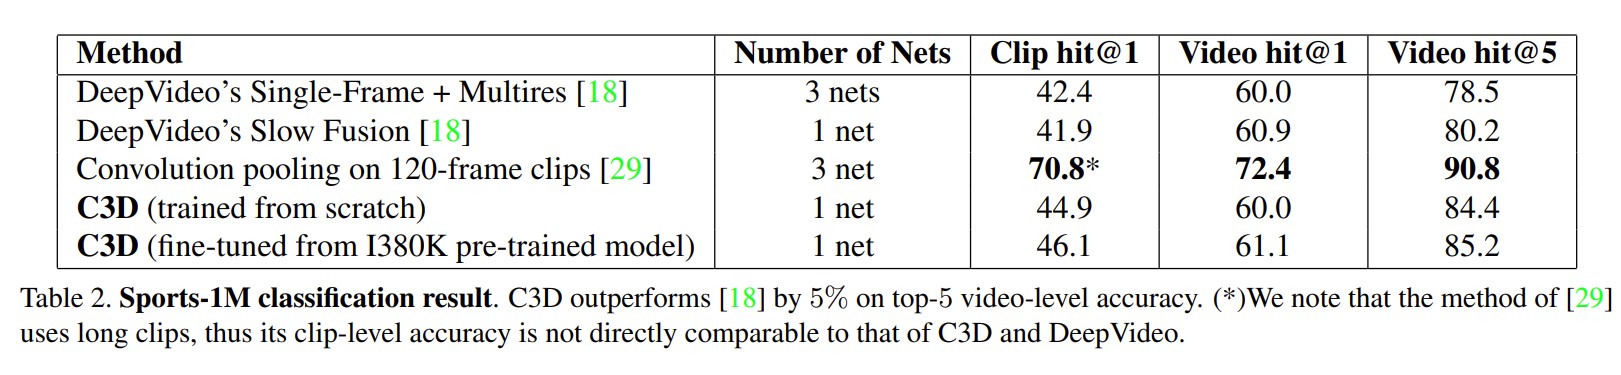 Method Number of Nets Clip hit@1 Video hit@1 Video hit@5
DeepVideo's Single-Frame + Multires [18] 3 nets 42.4 60.0 78.5
DeepVideo's Slow Fusion [18] 1 net 41.9 60.9 80.2
Convolution pooling on 120-frame clips [29] 3 net 70.8* 72.4 90.8
C3D (trained from scratch) 1 net 44.9 60.0 84.4
C3D (fine-tuned from I380K pre-trained model) 1 net 46.1 61.1 85.2
Table 2. Sports-1M classification result. C3D outperforms [18] by 5% on top-5 video-level accuracy. (*)We note that the method of [29]
uses long clips, thus its clip-level accuracy is not directly comparable to that of C3D and DeepVideo.